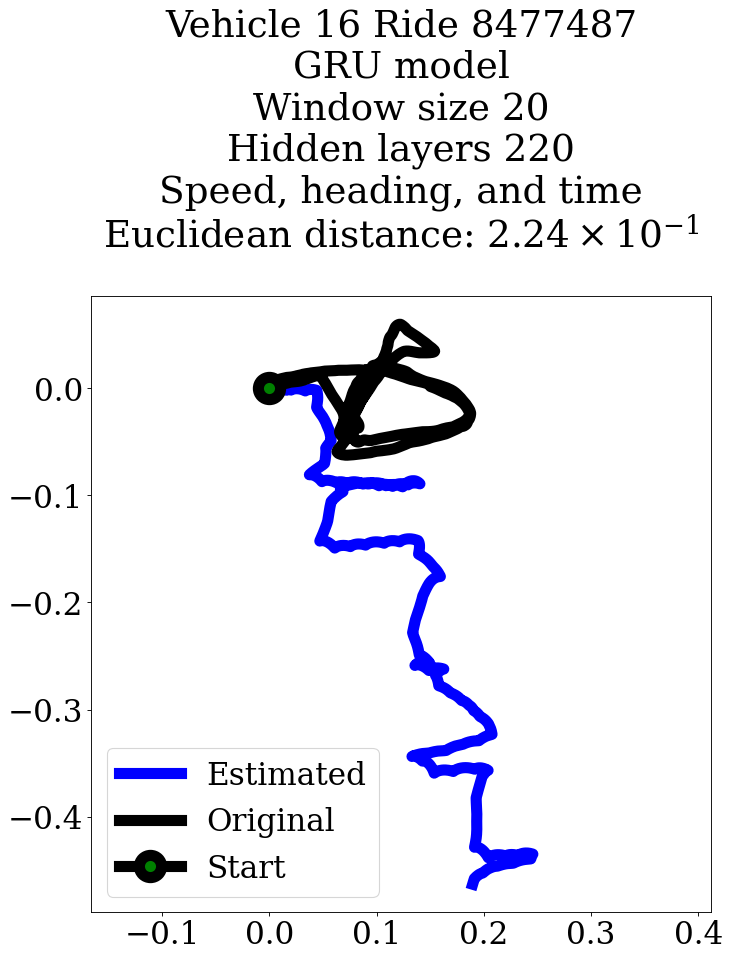 Vehicle 16 Ride 8477487
GRU model
Window size 20
Hidden layers 220
Speed, heading, and time
Euclidean distance: 2.24 × 10⁻¹
0.0
−0.1
−0.2
−0.3
−0.4
Estimated
Original
Start
−0.1 0.0 0.1 0.2 0.3 0.4